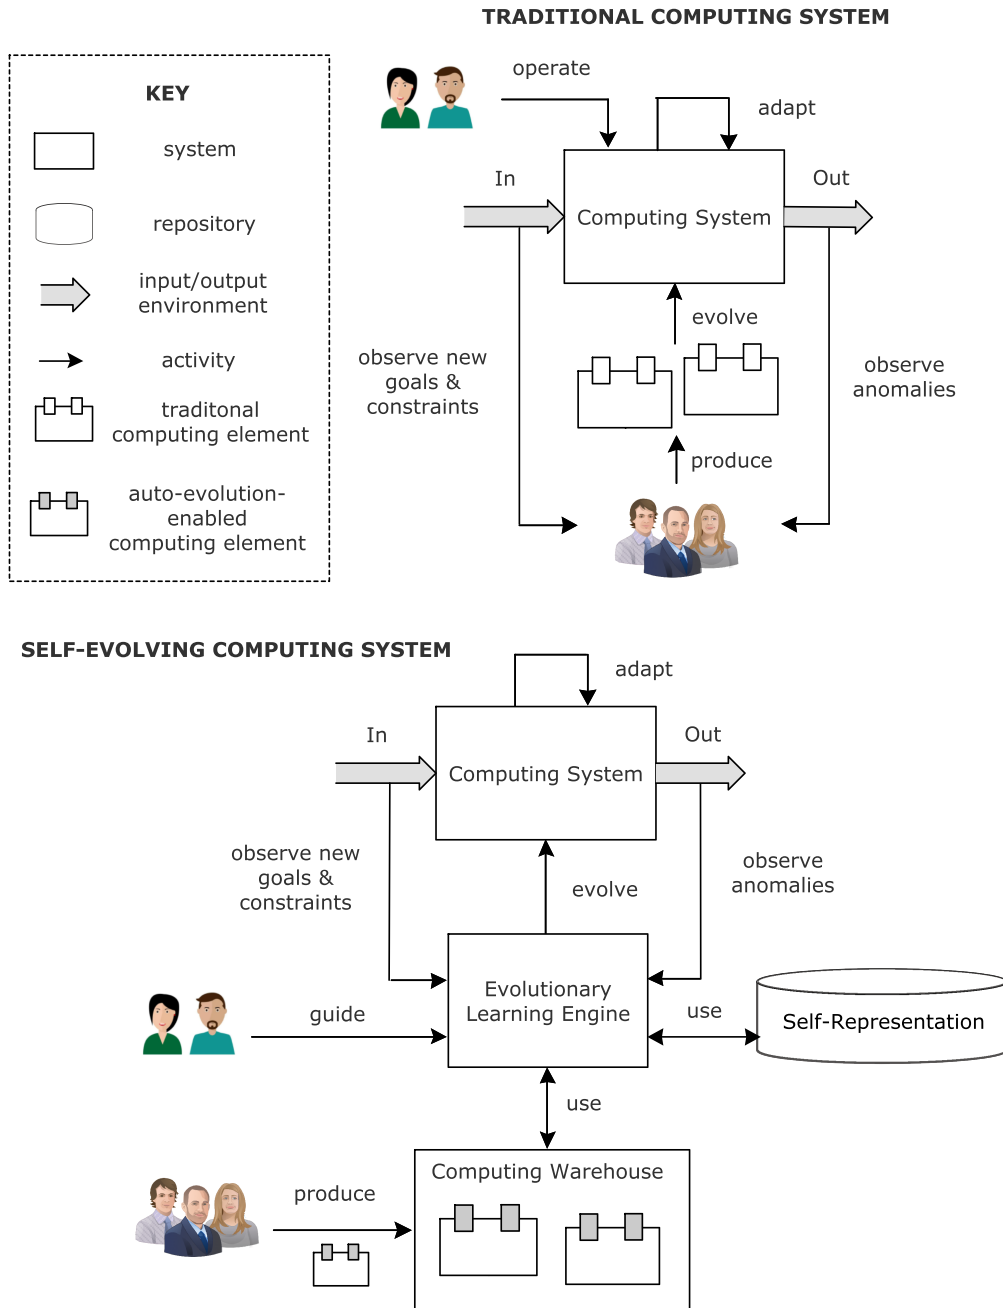 TRADITIONAL COMPUTING SYSTEM
KEY
system
repository
input/output
environment
activity
traditonal
computing element
auto-evolution-
enabled
computing element
operate
adapt
In
Out
Computing System
evolve
observe new
goals &
constraints
observe
anomalies
produce
SELF-EVOLVING COMPUTING SYSTEM
adapt
In
Out
Computing System
observe new
goals &
constraints
evolve
observe
anomalies
guide
Evolutionary
Learning Engine
use
Self-Representation
use
Computing Warehouse
produce